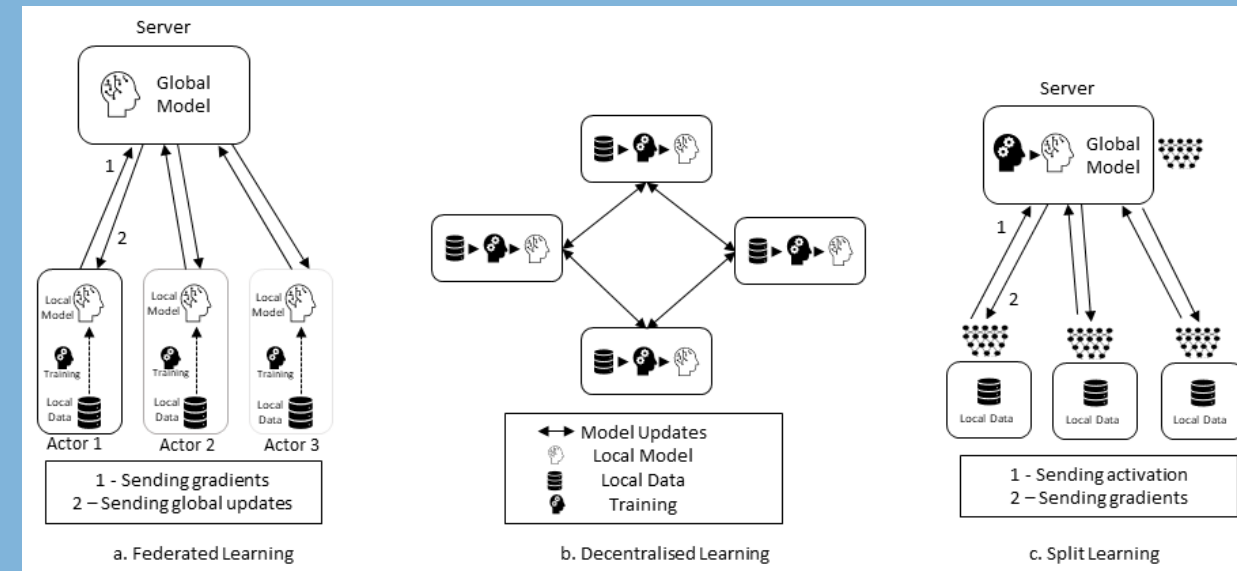 Server
Global
Model
1
2
Local
Model
Training
Local
Data
Actor 1
Local
Model
Training
Local
Data
Actor 2
Local
Model
Training
Local
Data
Actor 3
1 - Sending gradients
2 – Sending global updates
a. Federated Learning
Model Updates
Local Model
Local Data
Training
b. Decentralised Learning
Server
Global
Model
1
2
Local Data
Local Data
Local Data
1 - Sending activation
2 – Sending gradients
c. Split Learning